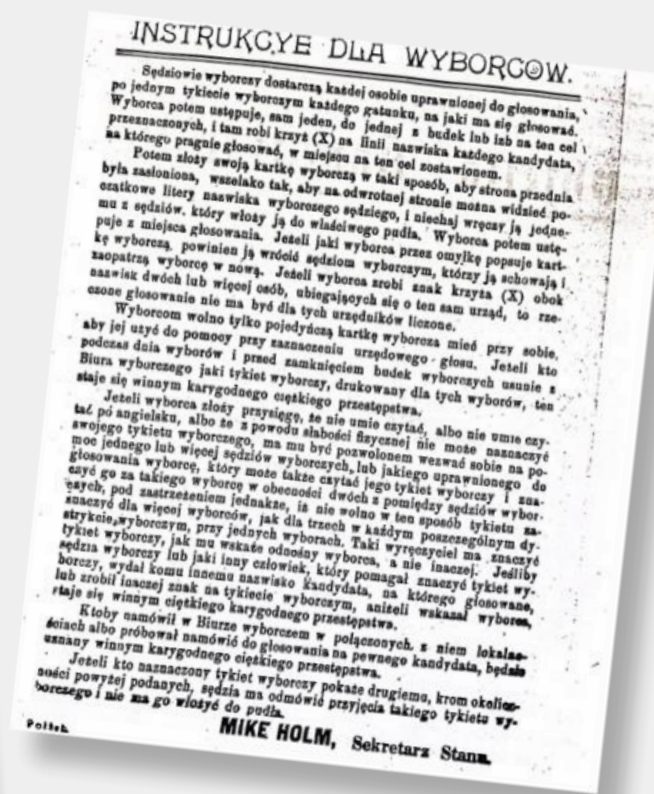 INSTRUKCYE DLA WYBORCOW.
Sędziowie wyborczy dostarczą każdej osobie uprawnionej do głosowania,
po jednym tykiecie wyborczym każdego gatunku, na jaki ma się głosować.
Wyborca potem ustępuje, sam jeden, do jednej z budek lub izb na ten cel
przeznaczonych, i tam robi krzyż (X) na linii nazwiska każdego kandydata,
na którego pragnie głosować, w miejscu na ten cel zostawionem.
Potem złoży swoją kartkę wyborczą w taki sposób, aby strona przednia
była zasłoniona, wszelako tak, aby na odwrotnej stronie można widzieć po-
czątkowe litery nazwiska wyborczego sędziego, i niechaj wręczy ją jedne-
mu z sędziów, który włoży ją do właściwego pudła. Wyborca potem ustę-
puje z miejsca głosowania. Jeżeli jaki wyborca przez omyłkę popsuje kart-
kę wyborczą, powinien ją wrócić sędziom wyborczym, którzy ją schowają i
zaopatrzą wyborcę w nową. Jeżeli wyborca zrobi znak krzyża (X) obok
nazwisk dwóch lub więcej osób, ubiegających się o ten sam urząd, to rze-
czone głosowanie nie ma być dla tych urzędników liczone.
Wyborcom wolno tylko pojedyńczą kartkę wyborcza mieć przy sobie,
aby jej użyć do pomocy przy zaznaczeniu urzędowego głosu. Jeżeli kto
podczas dnia wyborów i przed zamknięciem budek wyborczych usunie z
Biura wyborczego jaki tykiet wyborczy, drukowany dla tych wyborów, ten
staje się winnym karygodnego ciężkiego przestępstwa.
Jeżeli wyborca złoży przysięgę, że nie umie czytać, albo nie umie czy-
tać po angielsku, albo że z powodu słabości fizycznej nie może naznaczyć
swojego tykietu wyborczego, ma mu być pozwolonem wezwać sobie na po-
moc jednego lub więcej sędziów wyborczych, lub jakiego uprawnionego do
głosowania wyborcę, który może także czytać jego tykiet wyborczy i zna-
czyć go za takiego wyborcę w obecności dwóch z pomiędzy sędziów wybor-
czych, pod zastrzeżeniem jednakże, iż nie wolno w ten sposób tykietu za-
znaczyć dla więcej wyborców, jak dla trzech w każdym poszczególnym dy-
strykcie wyborczym, przy jednych wyborach. Taki wyręczyciel ma znaczyć
tykiet wyborczy, jak mu wskaże odnośny wyborca, a nie inaczej. Jeśliby
sędzia wyborczy lub jaki inny człowiek, który pomagał znaczyć tykiet wy-
borczy, wydał komu innemu nazwisko kandydata, na którego głosowano,
lub zrobił inaczej znak na tykiecie wyborczym, aniżeli wskazał wyborca,
staje się winnym ciężkiego karygodnego przestępstwa.
Ktoby namówił w Biurze wyborczem w połączonych z niem lokalno-
ściach albo próbował namówić do głosowania na pewnego kandydata, będzie
uznany winnym karygodnego ciężkiego przestępstwa.
Jeżeli kto naznaczony tykiet wyborczy pokaże drugiemu, krom okolicz-
ności powyżej podanych, sędzia ma odmówić przyjęcia takiego tykietu wy-
borczego i nie ma go włożyć do pudła.
MIKE HOLM, Sekretarz Stanu.
Polish